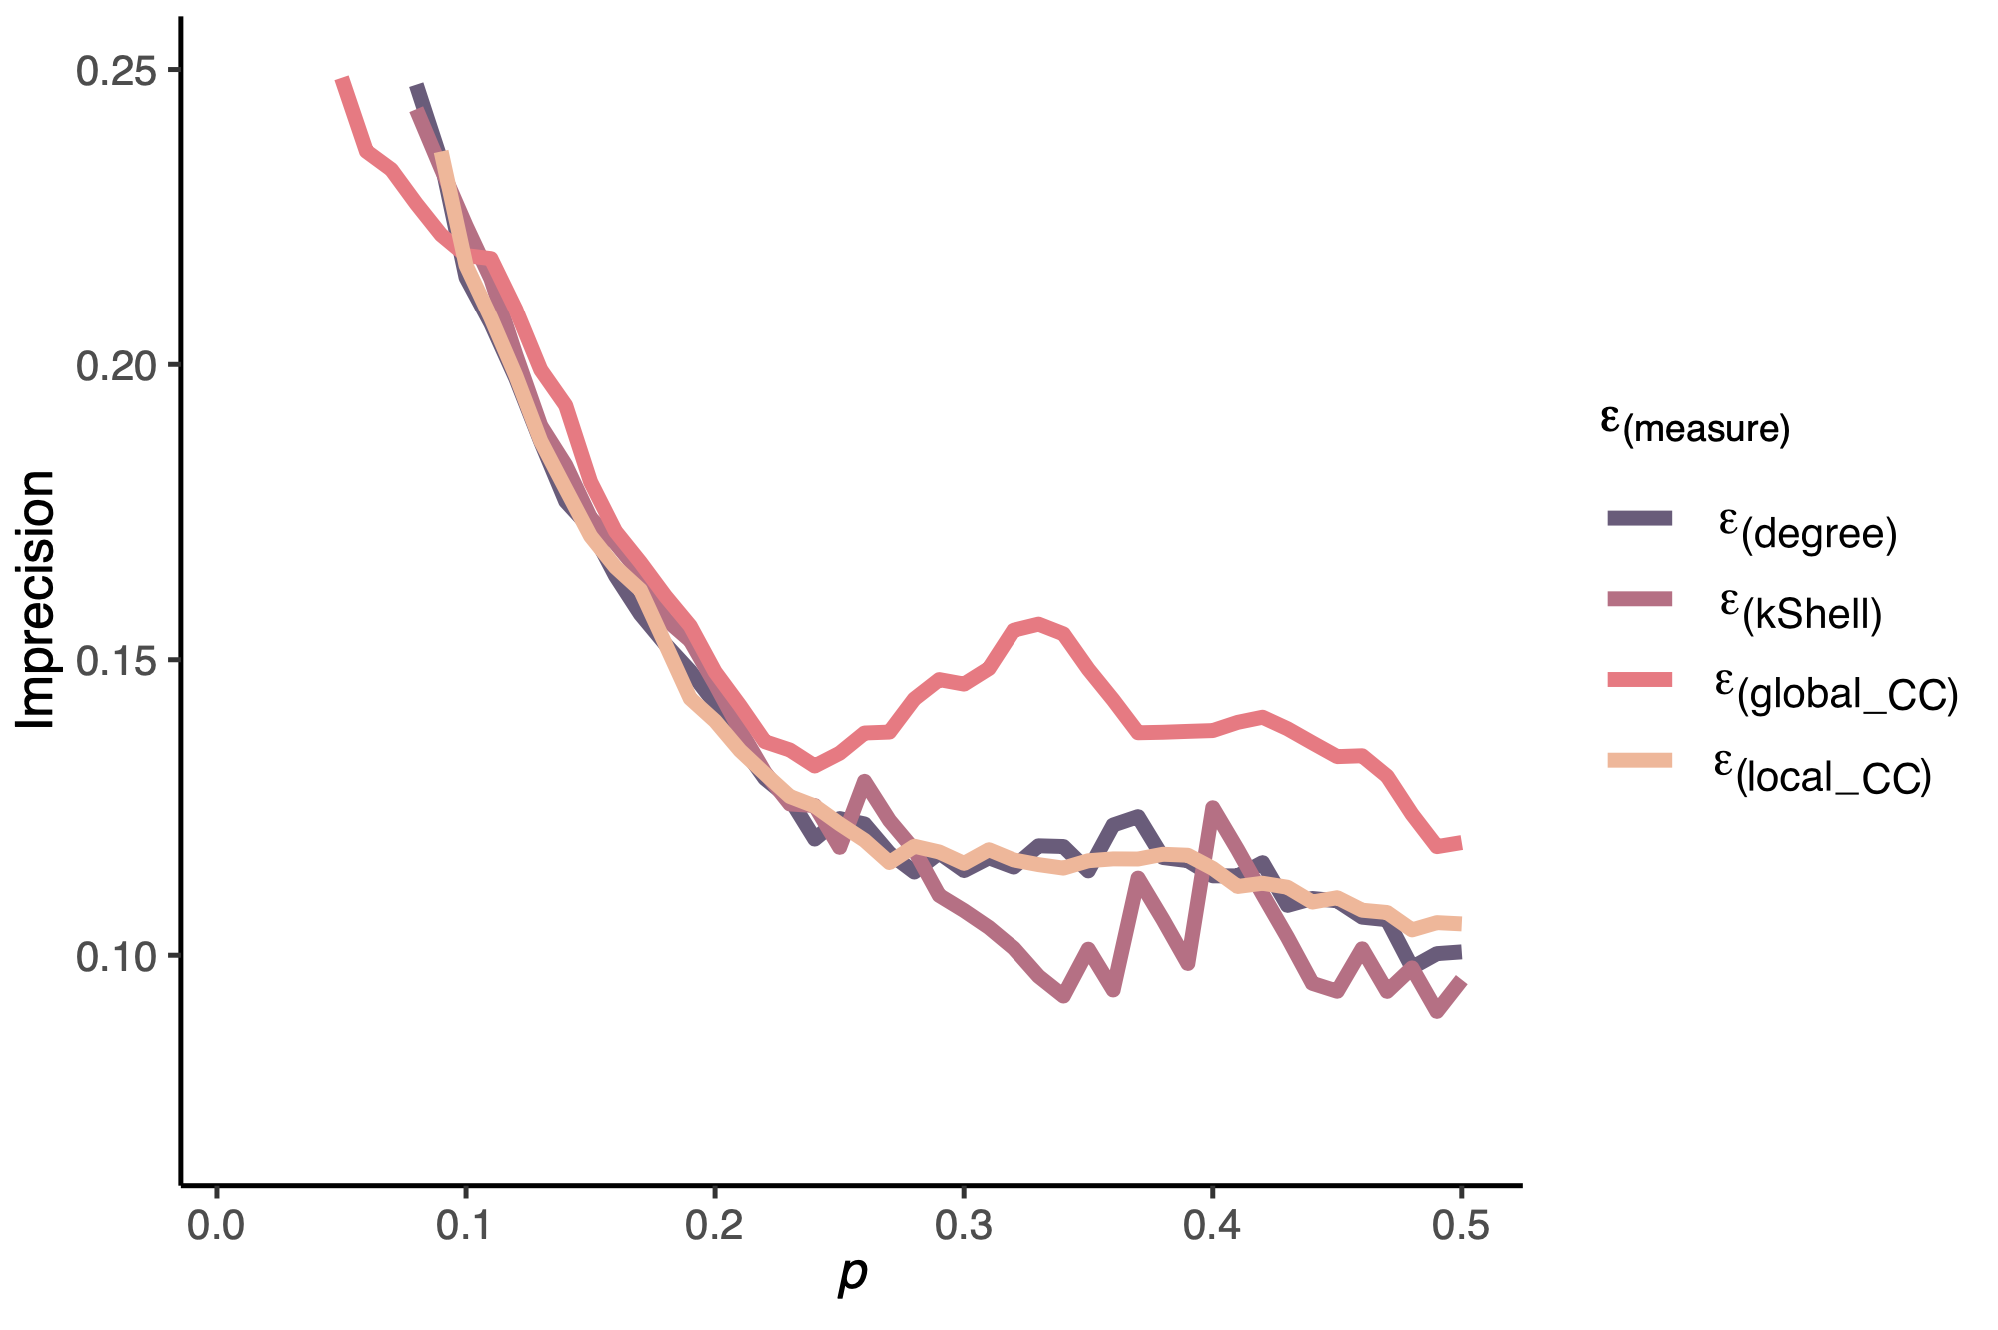 0.25
0.20
0.15
0.10
Imprecision
0.0 0.1 0.2 0.3 0.4 0.5
p
ε(measure)
ε(degree)
ε(kShell)
ε(global_CC)
ε(local_CC)